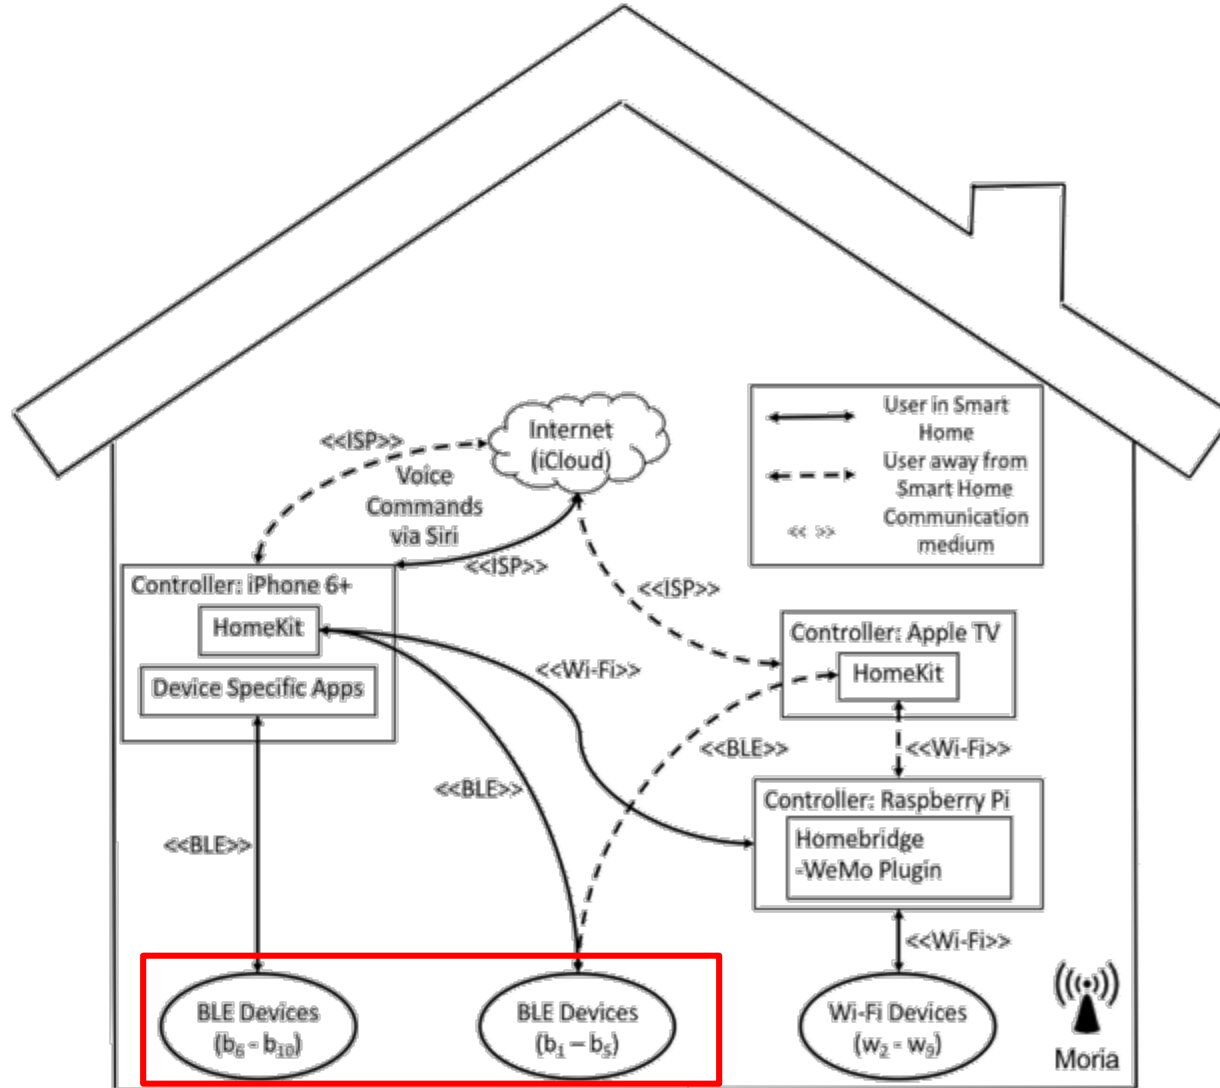 <<ISP>>
Internet
(iCloud)
Voice
Commands
via Siri
<<ISP>>
<<ISP>>
User in Smart
Home
User away from
Smart Home
<< >>
Communication
medium
Controller: iPhone 6+
HomeKit
Device Specific Apps
<<Wi-Fi>>
Controller: Apple TV
HomeKit
<<BLE>>
<<Wi-Fi>>
<<BLE>>
<<BLE>>
Controller: Raspberry Pi
Homebridge
-WeMo Plugin
<<Wi-Fi>>
BLE Devices
(b6 - b10)
BLE Devices
(b1 – b5)
Wi-Fi Devices
(w2 - w9)
Moria